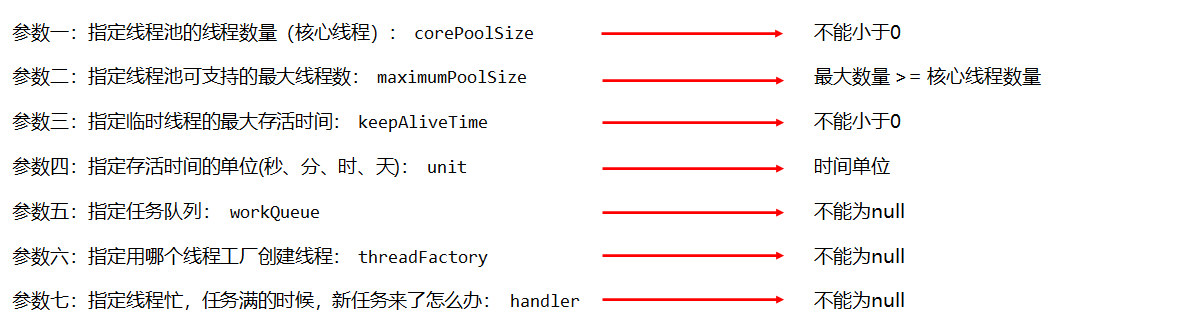 参数一：指定线程池的线程数量（核心线程）： corePoolSize 不能小于0
参数二：指定线程池可支持的最大线程数： maximumPoolSize 最大数量 >= 核心线程数量
参数三：指定临时线程的最大存活时间： keepAliveTime 不能小于0
参数四：指定存活时间的单位(秒、分、时、天)： unit 时间单位
参数五：指定任务队列： workQueue 不能为null
参数六：指定用哪个线程工厂创建线程： threadFactory 不能为null
参数七：指定线程忙，任务满的时候，新任务来了怎么办： handler 不能为null